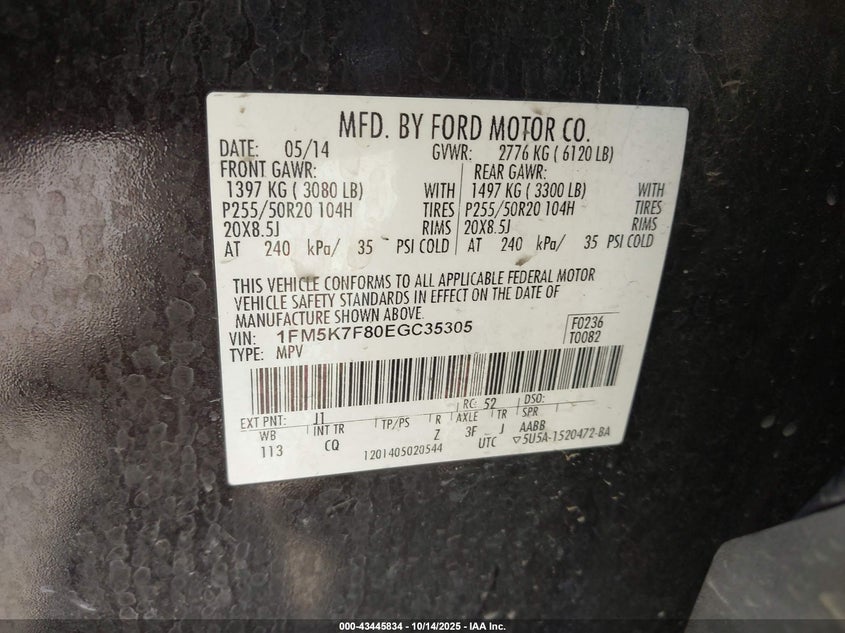 MFD. BY FORD MOTOR CO.
DATE: 05/14 GVWR: 2776 KG ( 6120 LB)
FRONT GAWR: REAR GAWR:
1397 KG ( 3080 LB) WITH 1497 KG ( 3300 LB) WITH
P255/50R20 104H TIRES P255/50R20 104H TIRES
20X8.5J RIMS 20X8.5J RIMS
AT 240 kPa/ 35 PSI COLD AT 240 kPa/ 35 PSI COLD
THIS VEHICLE CONFORMS TO ALL APPLICABLE FEDERAL MOTOR
VEHICLE SAFETY STANDARDS IN EFFECT ON THE DATE OF
MANUFACTURE SHOWN ABOVE.
VIN: 1FM5K7F80EGC35305 F0236
TYPE: MPV T0082
EXT PNT: J1 RC: 52 DSO:
WB INT TR TP/PS R AXLE TR SPR
113 CQ Z 3F J AABB
1201405020544 UTC ▽5U5A-1520472-BA
000-43445834 | 10/14/2025 | IAA Inc.